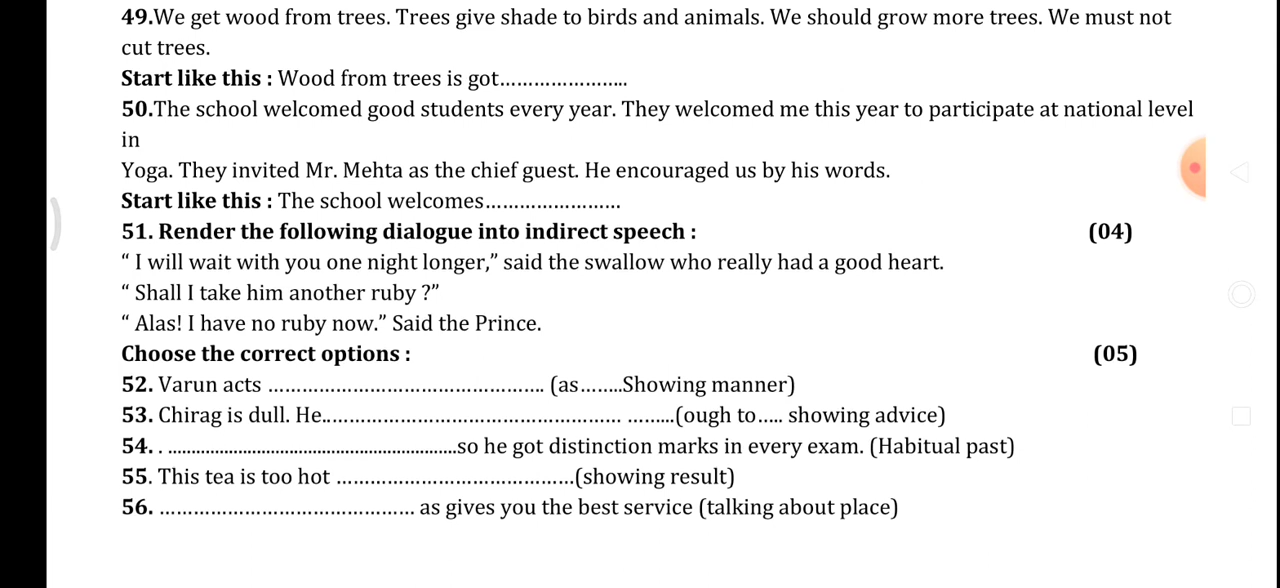 49.We get wood from trees. Trees give shade to birds and animals. We should grow more trees. We must not
cut trees.
Start like this : Wood from trees is got......................
50.The school welcomed good students every year. They welcomed me this year to participate at national level
in
Yoga. They invited Mr. Mehta as the chief guest. He encouraged us by his words.
Start like this : The school welcomes........................
51. Render the following dialogue into indirect speech : (04)
“ I will wait with you one night longer,” said the swallow who really had a good heart.
“ Shall I take him another ruby ?”
“ Alas! I have no ruby now.” Said the Prince.
Choose the correct options : (05)
52. Varun acts ................................................. (as........Showing manner)
53. Chirag is dull. He..................................................... .........(ough to..... showing advice)
54. . .............................................................so he got distinction marks in every exam. (Habitual past)
55. This tea is too hot ..........................................(showing result)
56. ............................................. as gives you the best service (talking about place)